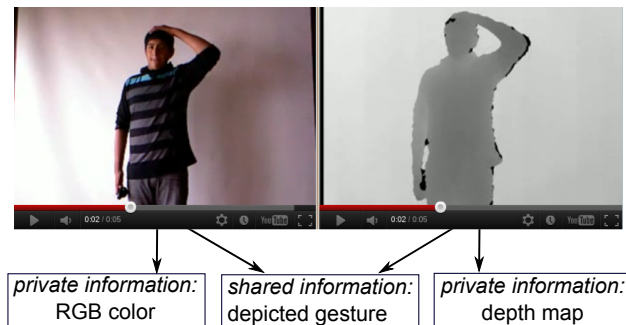 0:02 / 0:05 YouTube
0:02 / 0:05 YouTube
private information:
RGB color
shared information:
depicted gesture
private information:
depth map